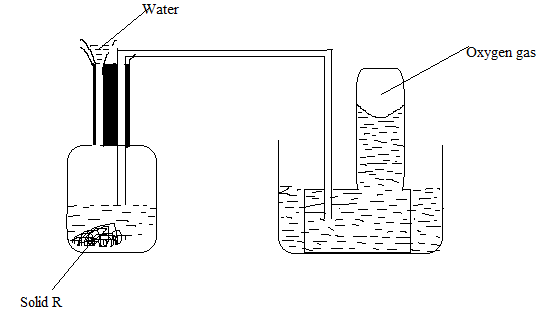 Water
Oxygen gas
Solid R